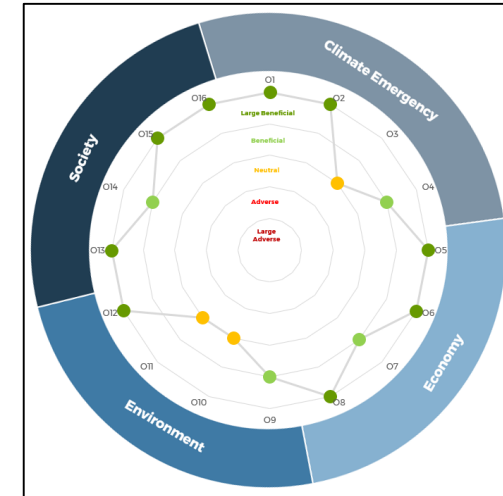 Climate Emergency
Society
Economy
Environment
O1
O2
O3
O4
O5
O6
O7
O8
O9
O10
O11
O12
O13
O14
O15
O16
Large Beneficial
Beneficial
Neutral
Adverse
Large
Adverse